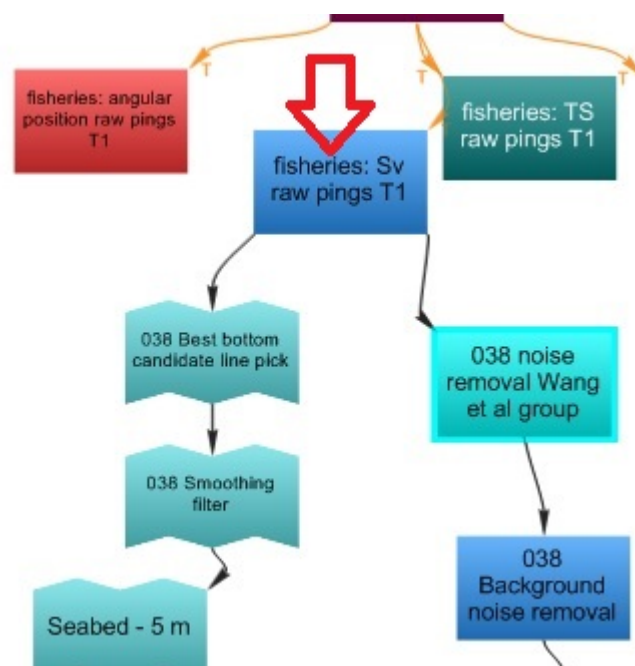 T
T
T
fisheries: angular
position raw pings
T1
fisheries: TS
raw pings T1
fisheries: Sv
raw pings T1
038 Best bottom
candidate line pick
038 noise
removal Wang
et al group
038 Smoothing
filter
038
Background
noise removal
Seabed - 5 m